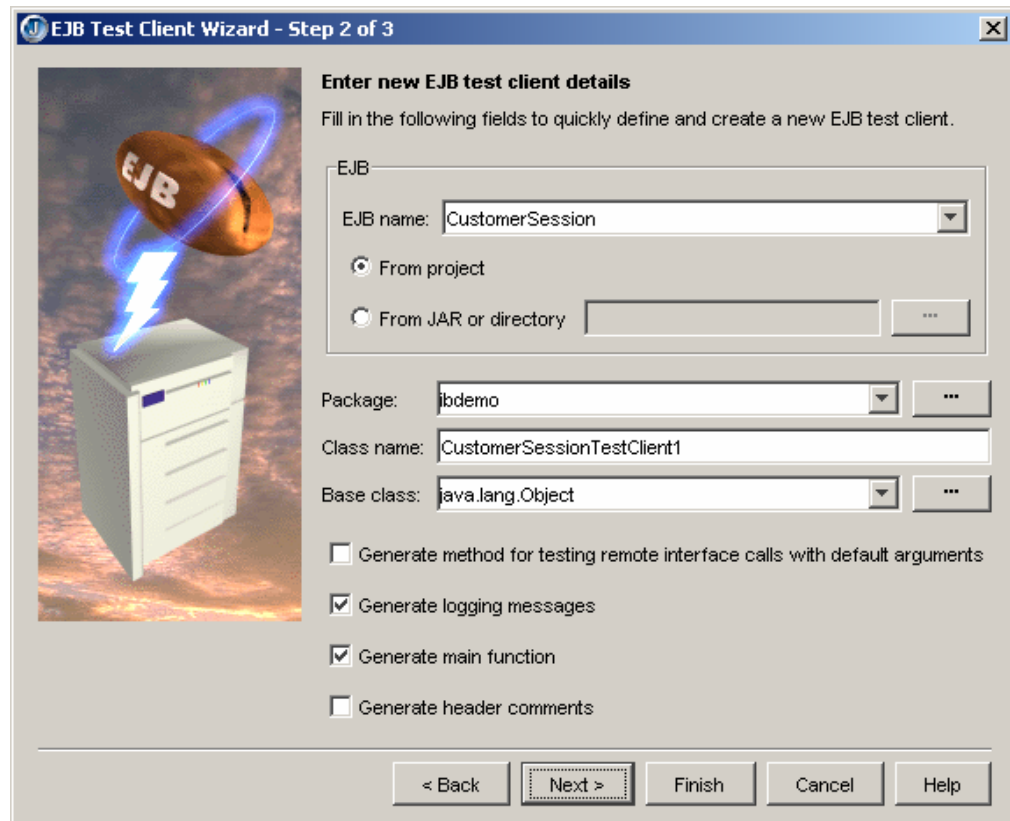 EJB Test Client Wizard - Step 2 of 3
EJB
Enter new EJB test client details
Fill in the following fields to quickly define and create a new EJB test client.
EJB
EJB name: CustomerSession
From project
From JAR or directory ...
Package: ibdemo ...
Class name: CustomerSessionTestClient1
Base class: java.lang.Object ...
Generate method for testing remote interface calls with default arguments
Generate logging messages
Generate main function
Generate header comments
< Back Next > Finish Cancel Help